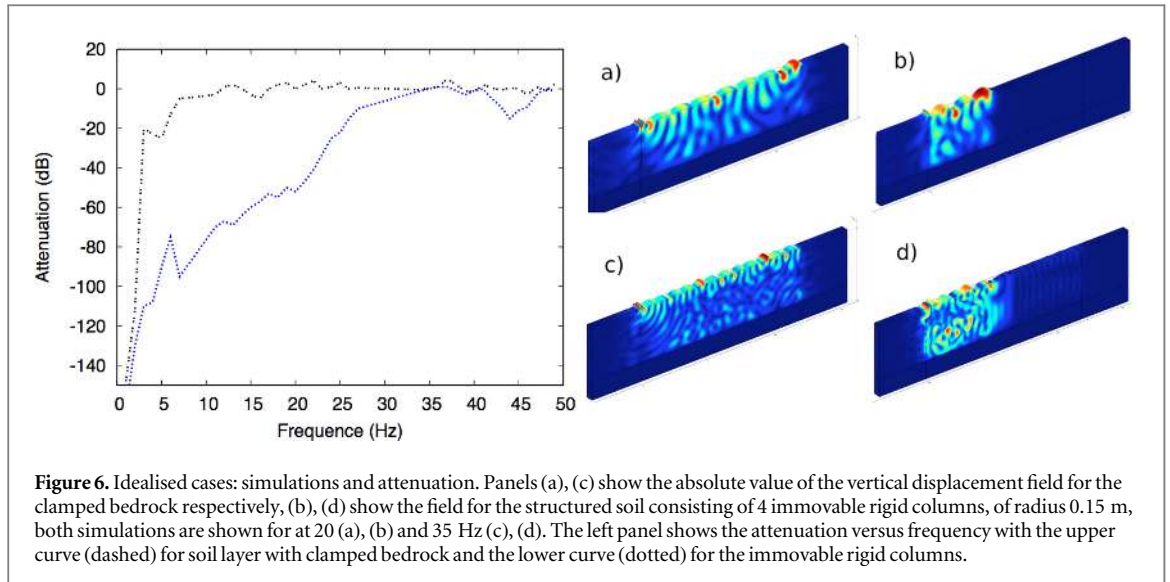 20
0
-20
-40
-60
-80
-100
-120
-140
Attenuation (dB)
0 5 10 15 20 25 30 35 40 45 50
Frequence (Hz)
a)
b)
c)
d)
Figure 6. Idealised cases: simulations and attenuation. Panels (a), (c) show the absolute value of the vertical displacement field for the
clamped bedrock respectively, (b), (d) show the field for the structured soil consisting of 4 immovable rigid columns, of radius 0.15 m,
both simulations are shown for at 20 (a), (b) and 35 Hz (c), (d). The left panel shows the attenuation versus frequency with the upper
curve (dashed) for soil layer with clamped bedrock and the lower curve (dotted) for the immovable rigid columns.